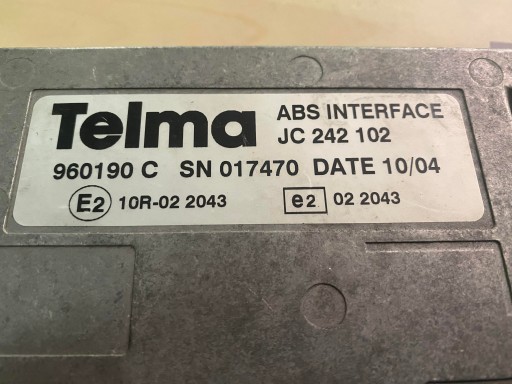 Telma ABS INTERFACE
JC 242 102
960190 C SN 017470 DATE 10/04
E2 10R-02 2043 e2 02 2043